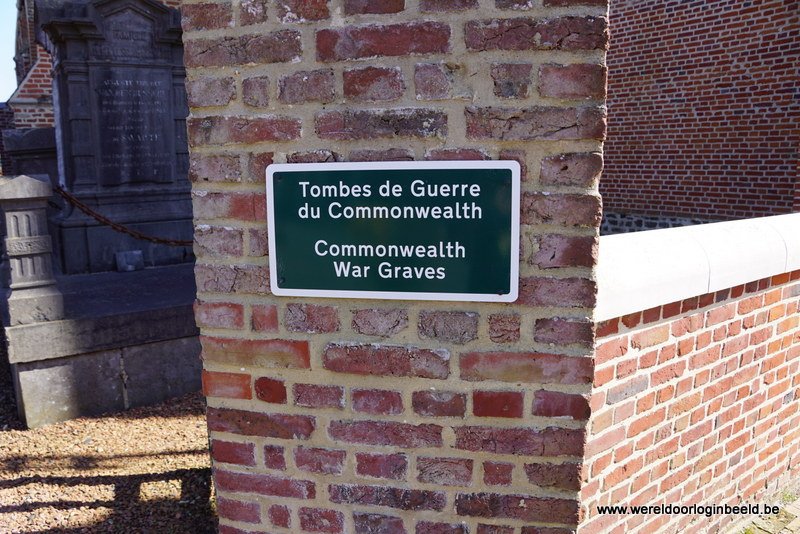 Tombes de Guerre
du Commonwealth
Commonwealth
War Graves
www.wereldoorloginbeeld.be